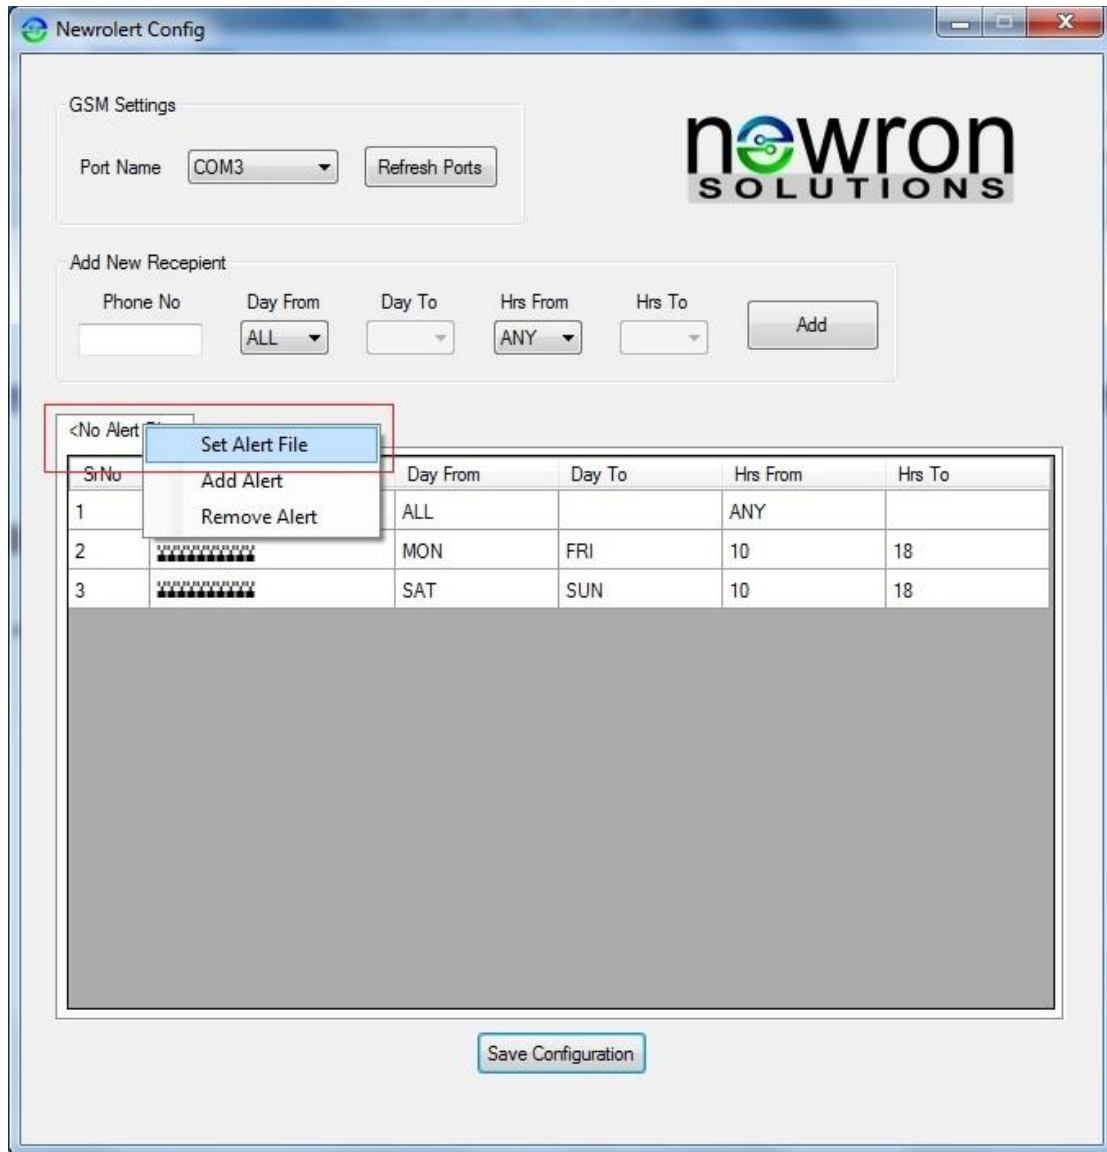 Newrolert Config
GSM Settings
Port Name COM3 Refresh Ports
newron
SOLUTIONS
Add New Recepient
Phone No Day From Day To Hrs From Hrs To
ALL ANY Add
<No Alert
Set Alert File
Add Alert
Remove Alert
SrNo Day From Day To Hrs From Hrs To
1 ALL ANY
2 MON FRI 10 18
3 SAT SUN 10 18
Save Configuration